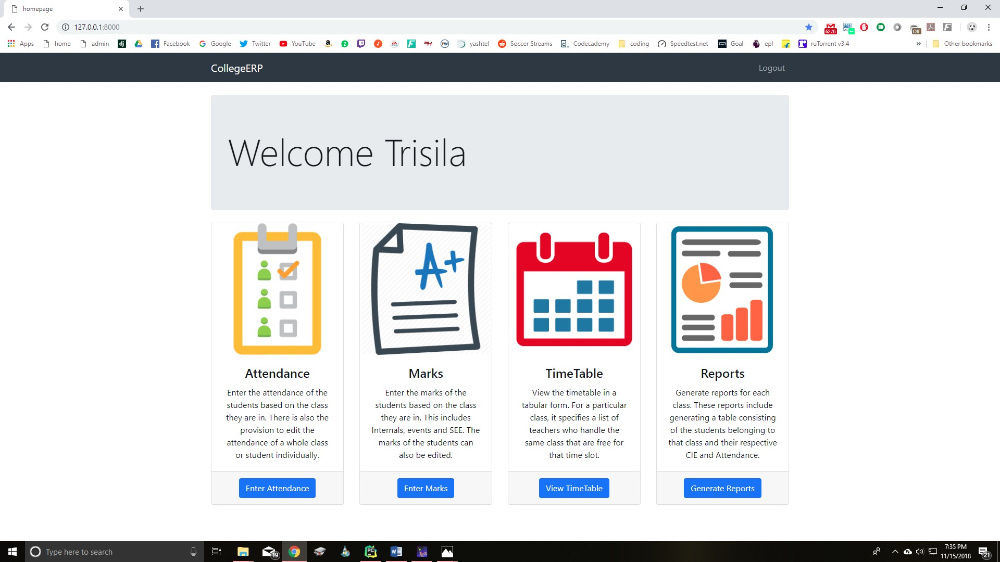 homepage
127.0.0.1:8000
6276
365
Off
Apps
home
admin
dj
Facebook
Google
Twitter
YouTube
yashtel
Soccer Streams
Codecademy
coding
Speedtest.net
Goal
epl
ruTorrent v3.4
»
Other bookmarks
CollegeERP
Logout
Welcome Trisila
A+
Attendance
Enter the attendance of the
students based on the class
they are in. There is also the
provision to edit the
attendance of a whole class
or student individually.
Enter Attendance
Marks
Enter the marks of the
students based on the class
they are in. This includes
Internals, events and SEE. The
marks of the students can
also be edited.
Enter Marks
TimeTable
View the timetable in a
tabular form. For a particular
class, it specifies a list of
teachers who handle the
same class that are free for
that time slot.
View TimeTable
Reports
Generate reports for each
class. These reports include
generating a table consisting
of the students belonging to
that class and their respective
CIE and Attendance.
Generate Reports
Type here to search
19
PC
7:35 PM
11/15/2018
21